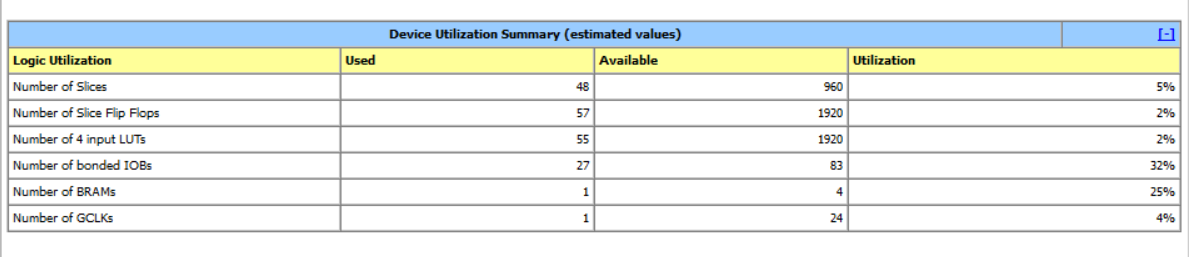 Device Utilization Summary (estimated values) [-]
Logic Utilization Used Available Utilization
Number of Slices 48 960 5%
Number of Slice Flip Flops 57 1920 2%
Number of 4 input LUTs 55 1920 2%
Number of bonded IOBs 27 83 32%
Number of BRAMs 1 4 25%
Number of GCLKs 1 24 4%